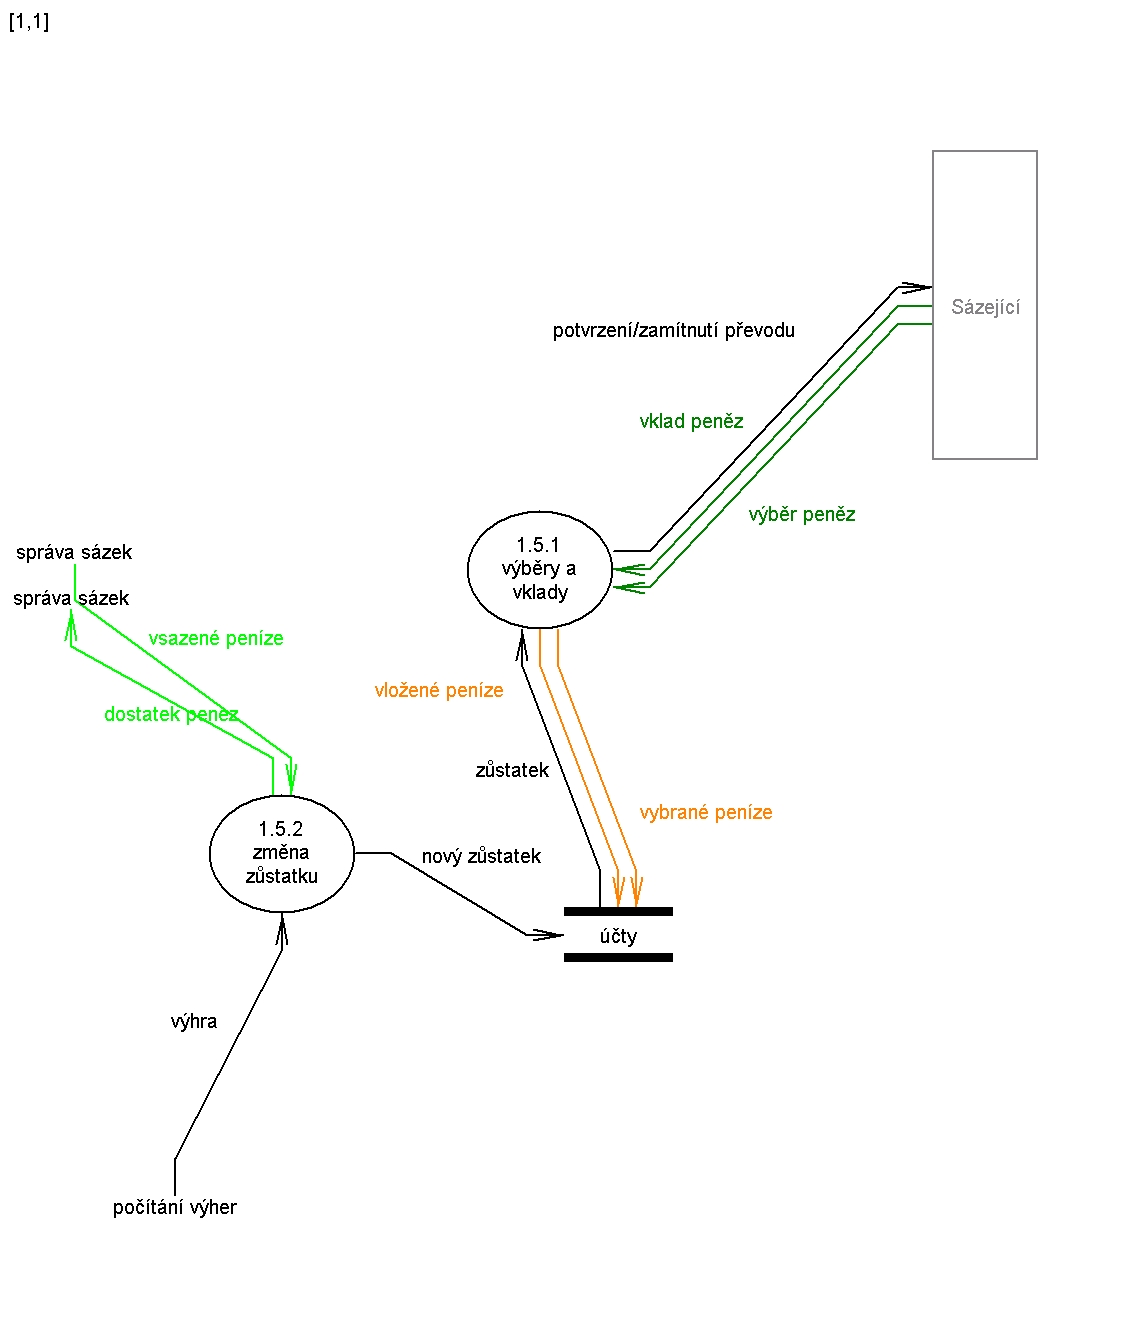 [1,1]
Sázející
potvrzení/zamítnutí převodu
vklad peněz
výběr peněz
1.5.1
výběry a
vklady
správa sázek
správa sázek
vsazené peníze
vložené peníze
dostatek peněz
zůstatek
vybrané peníze
1.5.2
změna
zůstatku
nový zůstatek
účty
výhra
počítání výher